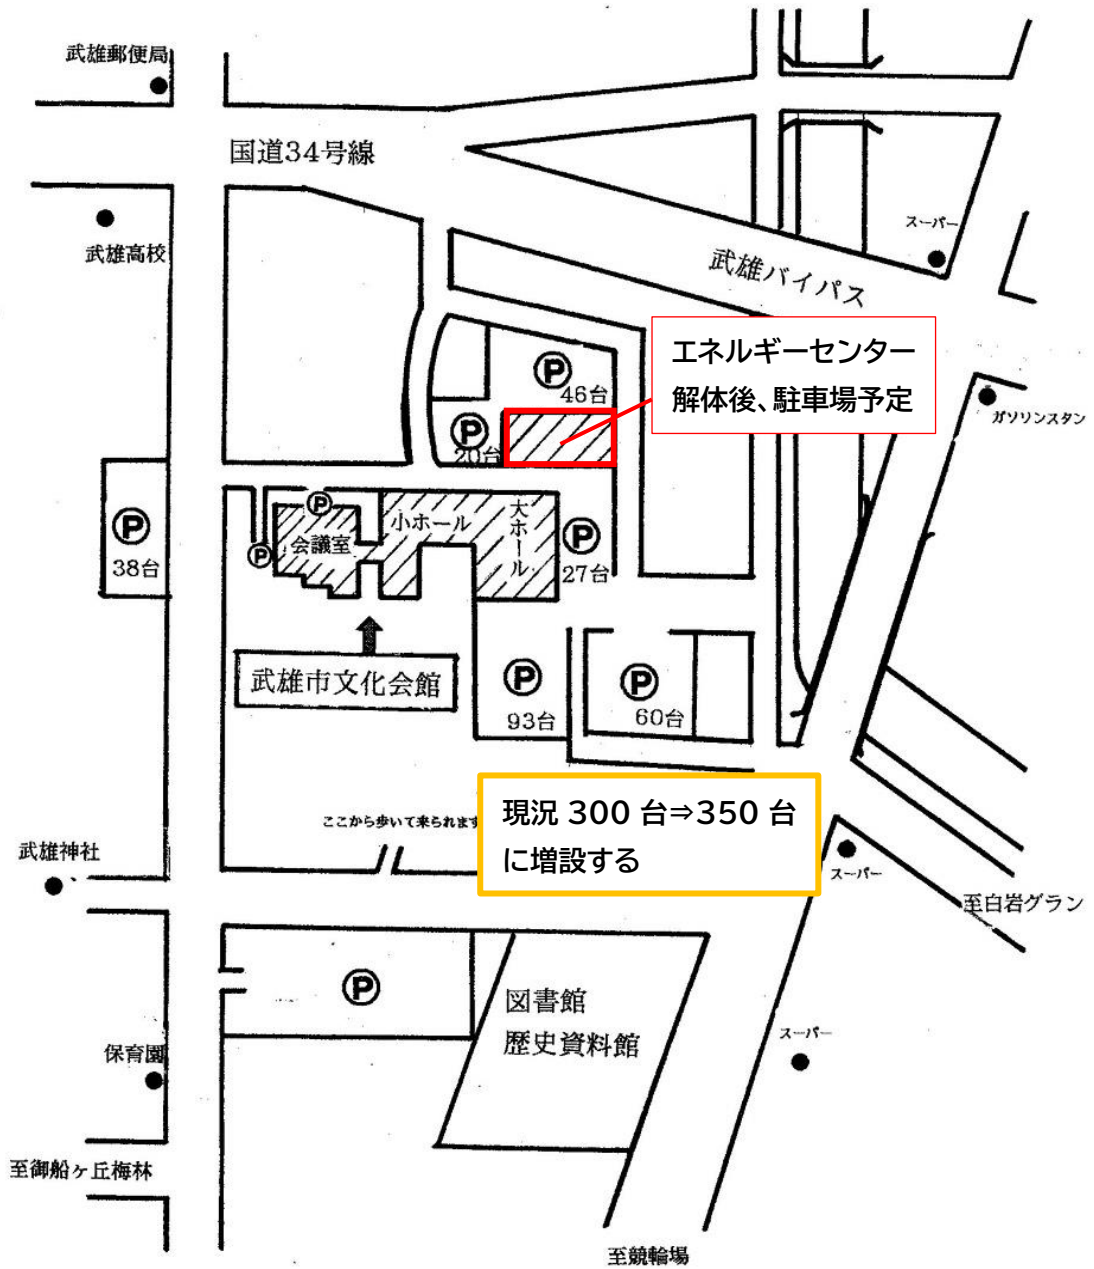 武雄郵便局
国道34号線
武雄高校
スーパー
武雄バイパス
エネルギーセンター
解体後、駐車場予定
P
46台
ガソリンスタン
P
20台
P
38台
P
P
会議室
小ホール
大ホール
P
27台
武雄市文化会館
P
93台
P
60台
現況 300 台⇒350 台
に増設する
ここから歩いて来られます
武雄神社
スーパー
至白岩グラン
P
図書館
歴史資料館
スーパー
保育園
至御船ヶ丘梅林
至競輪場